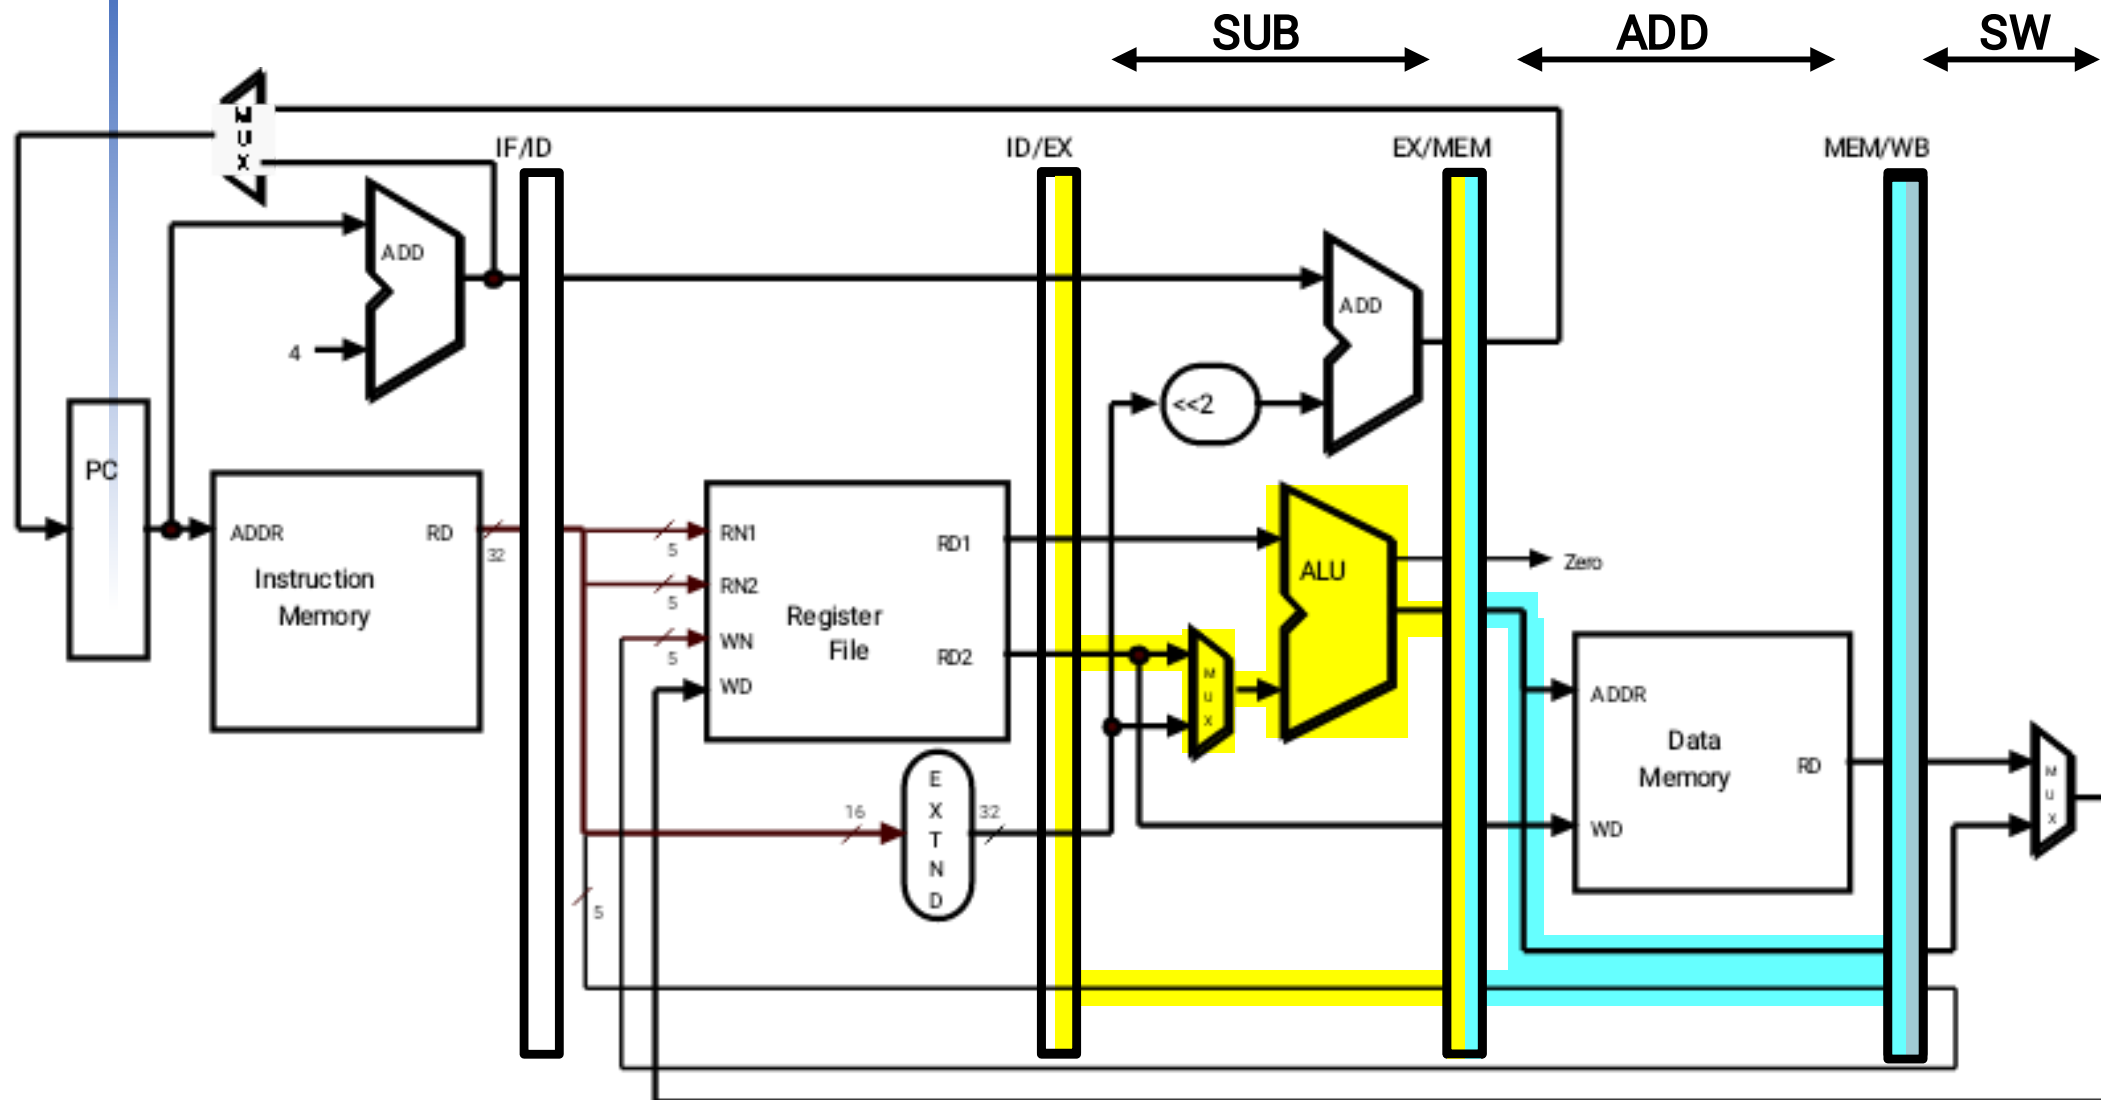 SUB
ADD
SW
M
U
X
IF/ID
ID/EX
EX/MEM
MEM/WB
ADD
4
ADD
<<2
PC
ADDR
RD
32
Instruction
Memory
5
RN1
5
RN2
5
WN
WD
Register
File
RD1
RD2
ALU
Zero
M
U
X
ADDR
Data
Memory
RD
WD
M
U
X
16
E
X
T
N
D
32
5